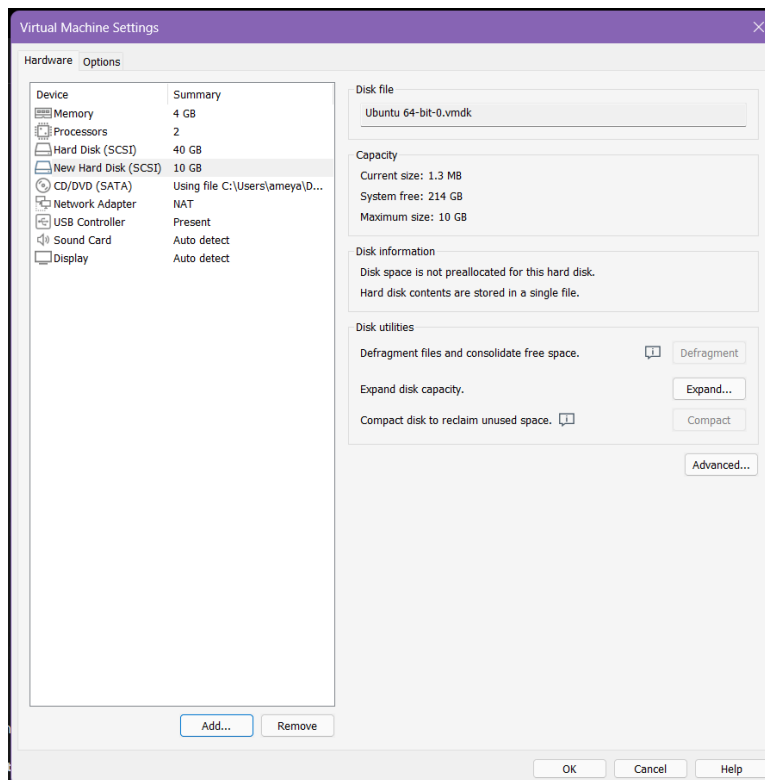 Virtual Machine Settings
Hardware Options
Device Summary
Memory 4 GB
Processors 2
Hard Disk (SCSI) 40 GB
New Hard Disk (SCSI) 10 GB
CD/DVD (SATA) Using file C:\Users\ameya\D...
Network Adapter NAT
USB Controller Present
Sound Card Auto detect
Display Auto detect
Add... Remove
Disk file
Ubuntu 64-bit-0.vmdk
Capacity
Current size: 1.3 MB
System free: 214 GB
Maximum size: 10 GB
Disk information
Disk space is not preallocated for this hard disk.
Hard disk contents are stored in a single file.
Disk utilities
Defragment files and consolidate free space. Defragment
Expand disk capacity. Expand...
Compact disk to reclaim unused space. Compact
Advanced...
OK Cancel Help